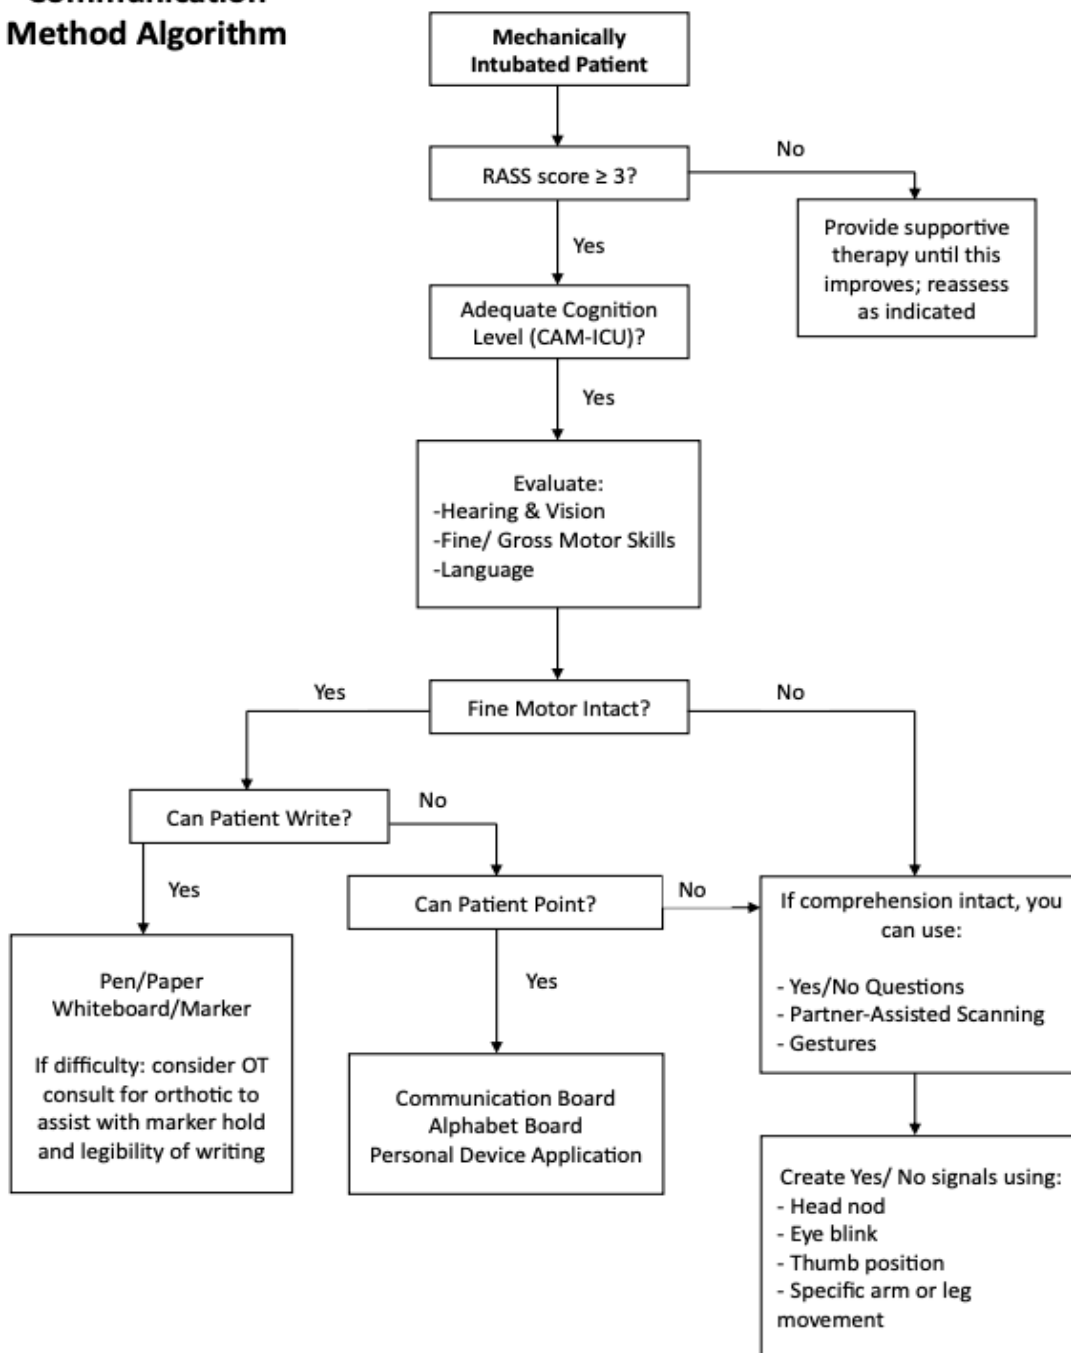 Communication
Method Algorithm
Mechanically
Intubated Patient
RASS score ≥ 3?
No
Provide supportive
therapy until this
improves; reassess
as indicated
Yes
Adequate Cognition
Level (CAM-ICU)?
Yes
Evaluate:
-Hearing & Vision
-Fine/ Gross Motor Skills
-Language
Fine Motor Intact?
Yes
No
Can Patient Write?
No
Yes
Can Patient Point?
No
Yes
Pen/Paper
Whiteboard/Marker
If difficulty: consider OT
consult for orthotic to
assist with marker hold
and legibility of writing
Communication Board
Alphabet Board
Personal Device Application
If comprehension intact, you
can use:
- Yes/No Questions
- Partner-Assisted Scanning
- Gestures
Create Yes/ No signals using:
- Head nod
- Eye blink
- Thumb position
- Specific arm or leg
movement